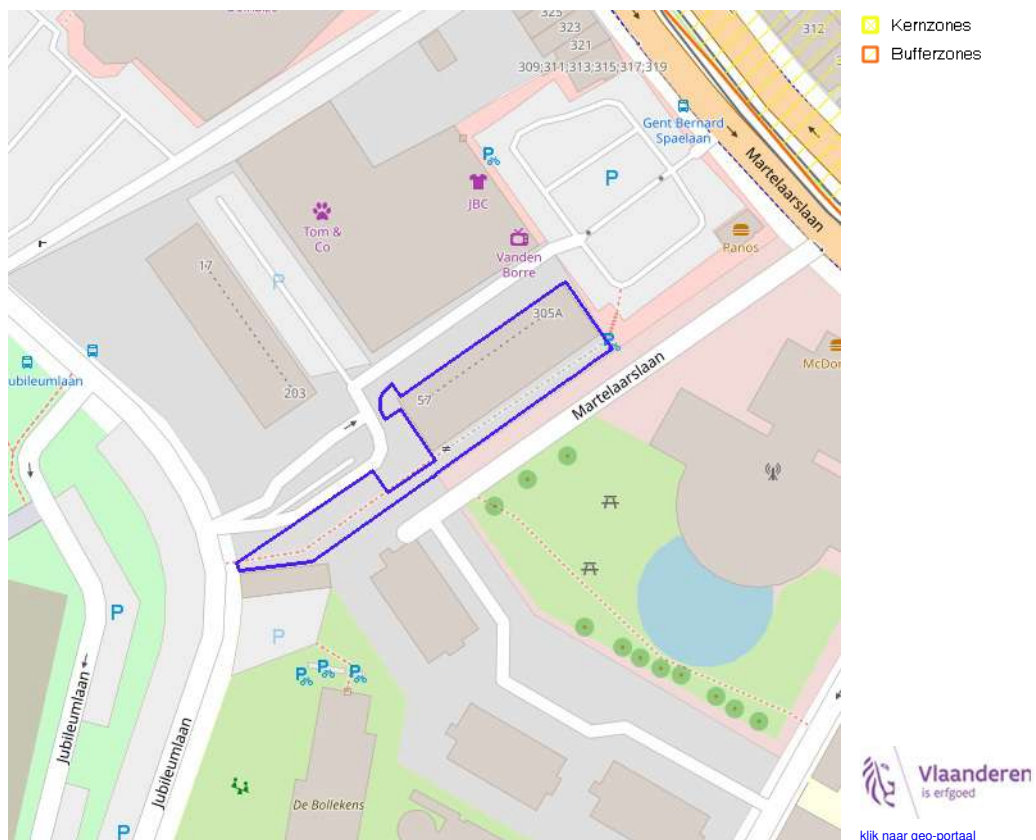 325
323
321
309;311;313;315;317;319
312
Gent Bernard
Spaelaan
Martelaarslaan
P
P
JBC
Tom &
Co
Vanden
Borre
Panos
17
P
305A
P
McDon
ubileumlaan
203
57
Martelaarslaan
P
P
P
P
P
Jubileumlaan
Jubileumlaan
De Bollekens
P
Kernzones
Bufferzones
Vlaanderen
is erfgoed
klik naar geo-portaal